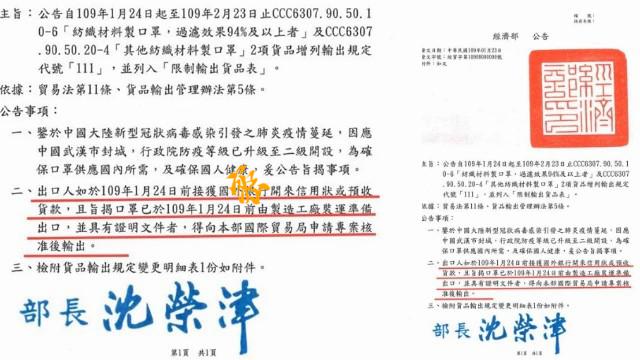 主旨：公告自109年1月24日起至109年2月23日止CCC6307.90.50.1
0-6「紡織材料製口罩，過濾效果94%及以上者」及CCC6307
.90.50.20-4「其他紡織材料製口罩」2項貨品增列輸出規定
代號「111」，並列入「限制輸出貨品表」。
依據：貿易法第11條、貨品輸出管理辦法第5條。
公告事項：
一、鑒於中國大陸新型冠狀病毒感染引發之肺炎疫情蔓延，因應
中國武漢市封城，行政院防疫等級已升級至二級開設，為確
保口罩供應國內所需，及確保國人健康，爰公告旨揭事項。
二、出口人如於109年1月24日前接獲國外銀行開來信用狀或預收
貨款，且旨揭口罩已於109年1月24日前由製造工廠裝運準備
出口，並具有證明文件者，得向本部國際貿易局申請專案核
准後輸出。
三、檢附貨品輸出規定變更明細表1份如附件。
部長 沈榮津
第1頁 共1頁
經濟部 公告
發文日期：中華民國109年01月23日
附件：如文
主旨：公告自109年1月24日起至109年2月23日止CCC6307.90.50.1
0-6「紡織材料製口罩，過濾效果94%及以上者」及CCC6307
.90.50.20-4「其他紡織材料製口罩」2項貨品增列輸出規定
代號「111」，並列入「限制輸出貨品表」。
依據：貿易法第11條、貨品輸出管理辦法第5條。
公告事項：
一、鑒於中國大陸新型冠狀病毒感染引發之肺炎疫情蔓延，因應
中國武漢市封城，行政院防疫等級已升級至二級開設，為確
保口罩供應國內所需，及確保國人健康，爰公告旨揭事項。
二、出口人如於109年1月24日前接獲國外銀行開來信用狀或預收
貨款，且旨揭口罩已於109年1月24日前由製造工廠裝運準備
出口，並具有證明文件者，得向本部國際貿易局申請專案核
准後輸出。
三、檢附貨品輸出規定變更明細表1份如附件。
部長 沈榮津
第1頁 共1頁